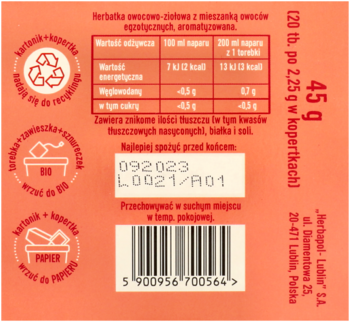 Herbatka owocowo-ziołowa z mieszanką owoców
egzotycznych, aromatyzowana.
Wartość odżywcza 100 ml naparu 200 ml naparu
z 1 torebki
Wartość
energetyczna 7 kJ (2 kcal) 13 kJ (3 kcal)
Węglowodany <0,5 g 0,7 g
w tym cukry <0,5 g <0,5 g
Zawiera znikome ilości tłuszczu (w tym kwasów
tłuszczowych nasyconych), białka i soli.
Najlepiej spożyć przed końcem:
092023
L0021/A01
Przechowywać w suchym miejscu
w temp. pokojowej.
5 900956 700564 >
kartonik + kopertka
nadają się do recyklingu
torebka+zawieszka+sznureczek
BIO
wrzuć do BIO
kartonik + kopertka
PAPIER
wrzuć do PAPIERU
45 g
(20 tb. po 2,25 g w kopertkach)
„Herbapol- Lublin" S.A.
ul. Diamentowa 25,
20-471 Lublin, Polska